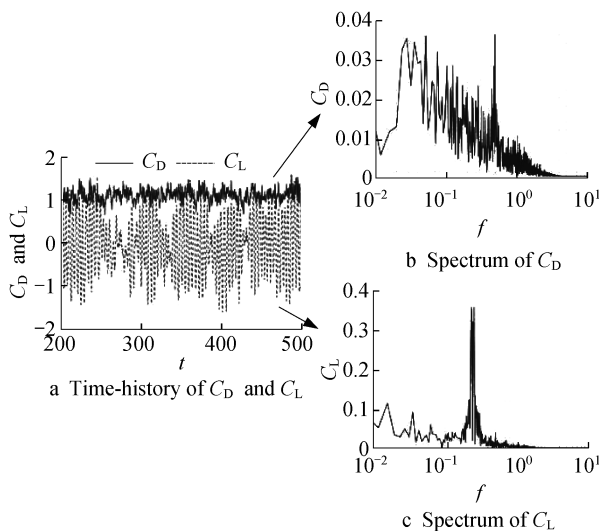 C_D C_L
2
1
0
−1
−2
C_D and C_L
200 300 400 500
t
a Time-history of C_D and C_L
0.04
0.03
0.02
0.01
0
C_D
10^-2 10^-1 10^0 10^1
f
b Spectrum of C_D
0.4
0.3
0.2
0.1
0
C_L
10^-2 10^-1 10^0 10^1
f
c Spectrum of C_L